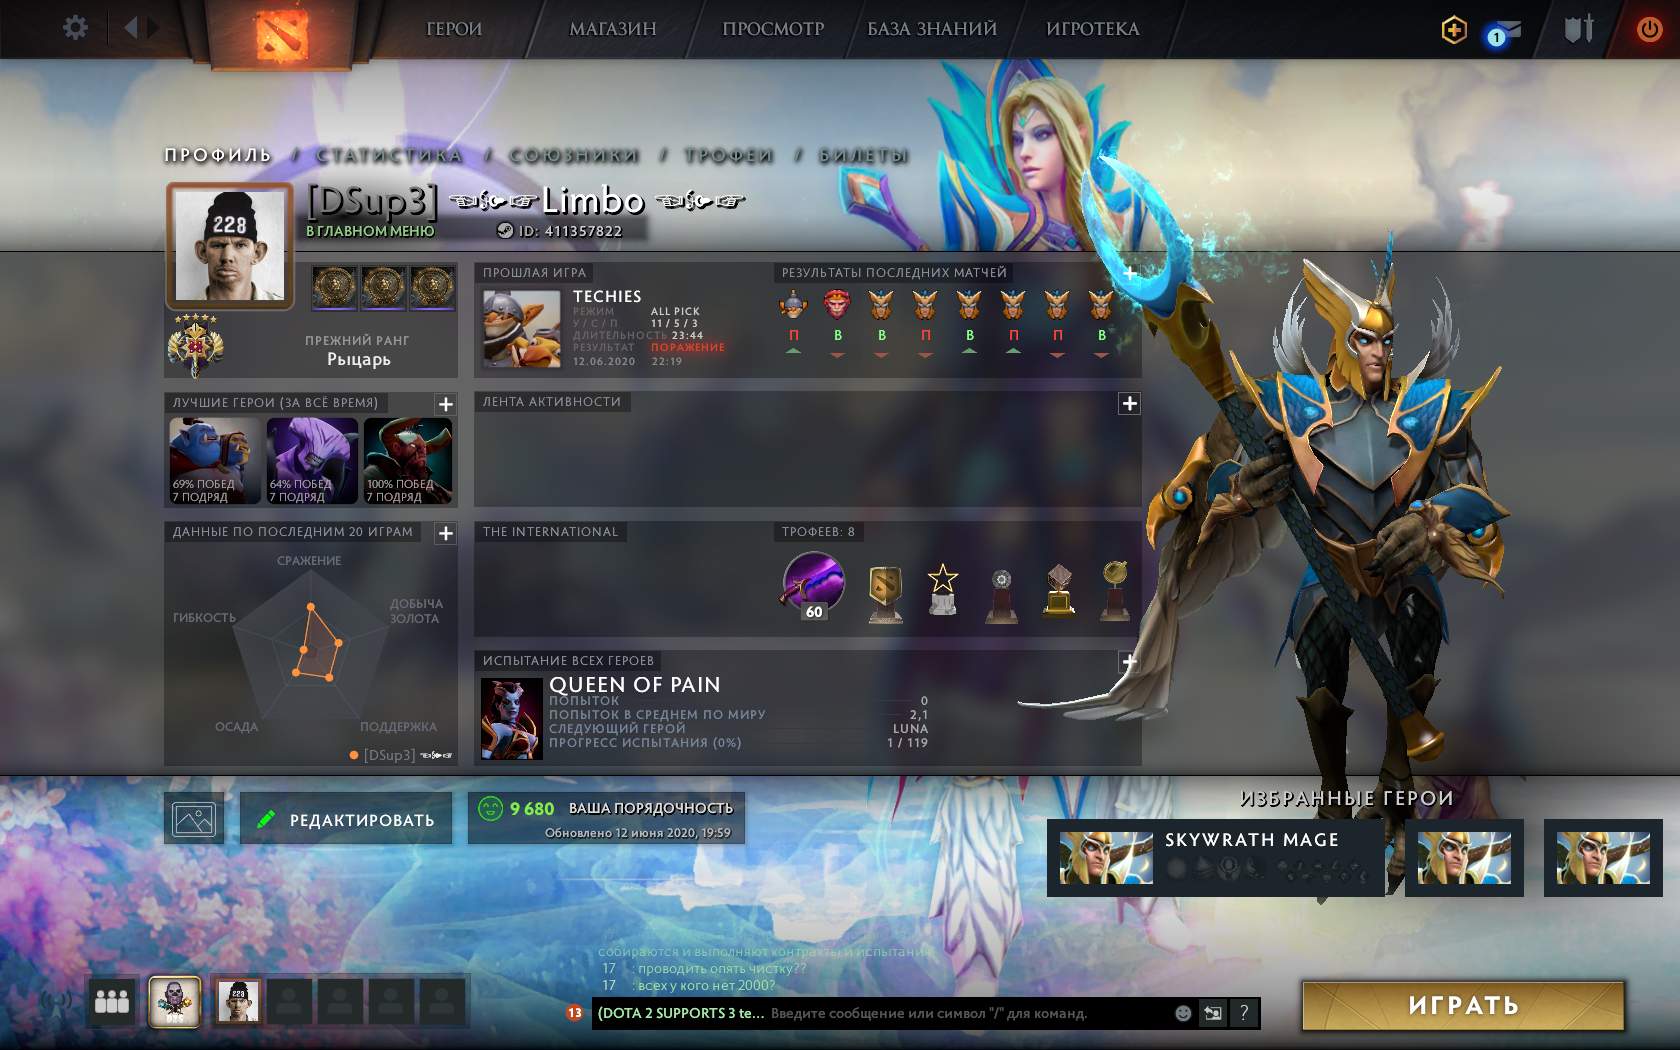 ГЕРОИ МАГАЗИН ПРОСМОТР БАЗА ЗНАНИЙ ИГРОТЕКА
1
ПРОФИЛЬ / СТАТИСТИКА / СОЮЗНИКИ / ТРОФЕИ / БИЛЕТЫ
228
[DSup3] Limbo
В ГЛАВНОМ МЕНЮ
ID: 411357822
ПРЕЖНИЙ РАНГ
Рыцарь
ПРОШЛАЯ ИГРА
TECHIES
РЕЖИМ ALL PICK
У / С / П 11 / 5 / 3
ДЛИТЕЛЬНОСТЬ 23:44
РЕЗУЛЬТАТ ПОРАЖЕНИЕ
12.06.2020 22:19
РЕЗУЛЬТАТЫ ПОСЛЕДНИХ МАТЧЕЙ
П В В П В П П В
ЛУЧШИЕ ГЕРОИ (ЗА ВСЁ ВРЕМЯ)
69% ПОБЕД
7 ПОДРЯД
64% ПОБЕД
7 ПОДРЯД
100% ПОБЕД
7 ПОДРЯД
ЛЕНТА АКТИВНОСТИ
ДАННЫЕ ПО ПОСЛЕДНИМ 20 ИГРАМ
СРАЖЕНИЕ
ДОБЫЧА
ЗОЛОТА
ГИБКОСТЬ
ОСАДА
ПОДДЕРЖКА
[DSup3]
THE INTERNATIONAL
ТРОФЕЕВ: 8
60
ИСПЫТАНИЕ ВСЕХ ГЕРОЕВ
QUEEN OF PAIN
ПОПЫТОК 0
ПОПЫТОК В СРЕДНЕМ ПО МИРУ 2,1
СЛЕДУЮЩИЙ ГЕРОЙ LUNA
ПРОГРЕСС ИСПЫТАНИЯ (0%) 1 / 119
РЕДАКТИРОВАТЬ
9 680 ВАША ПОРЯДОЧНОСТЬ
Обновлено 12 июня 2020, 19:59
ИЗБРАННЫЕ ГЕРОИ
SKYWRATH MAGE
собираются и выполняют контракты и испытания
17 : проводить опять чистку??
17 : всех у кого нет 2000?
13
(DOTA 2 SUPPORTS 3 te... Введите сообщение или символ "/" для команд.
?
228
ИГРАТЬ